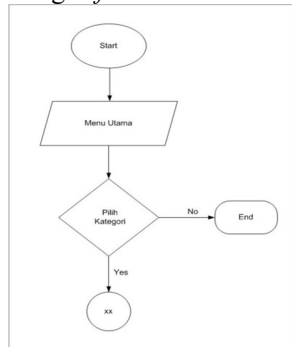 Start
Menu Utama
Pilih
Kategori
No
End
Yes
xx